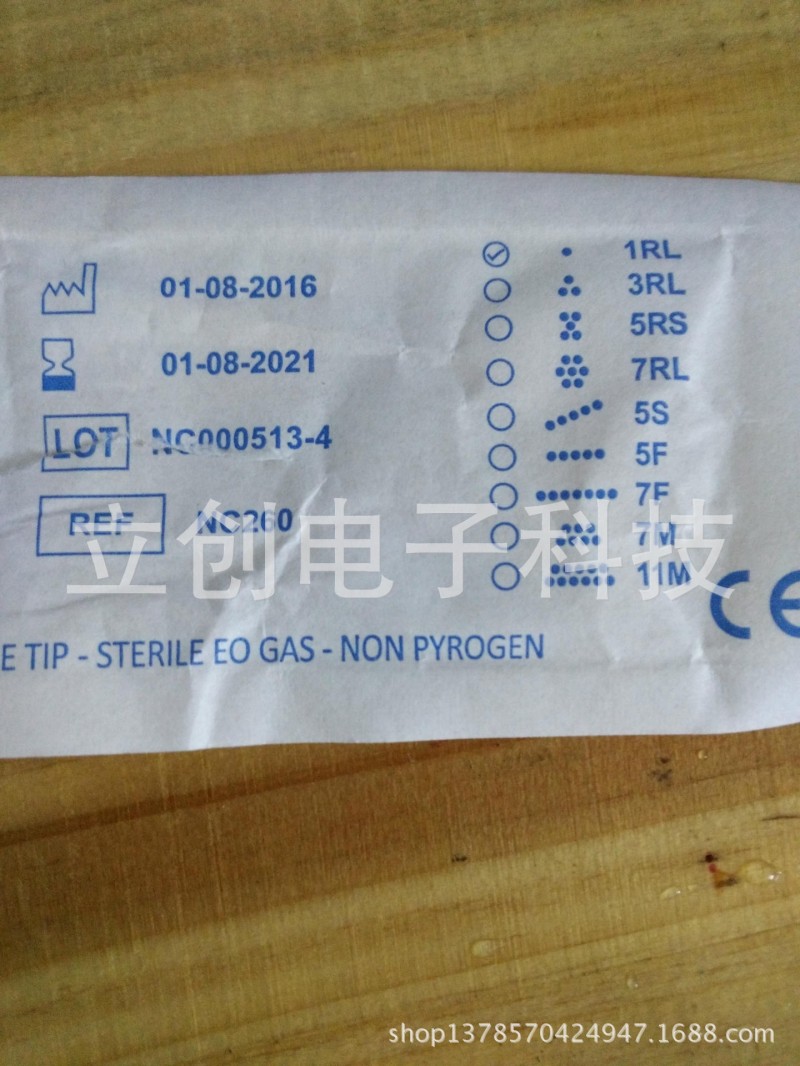 01-08-2016
01-08-2021
LOT NC000513-4
REF NC260
1RL
3RL
5RS
7RL
5S
5F
7F
7M
11M
CE
立创电子科技
E TIP - STERILE EO GAS - NON PYROGEN
shop1378570424947.1688.com